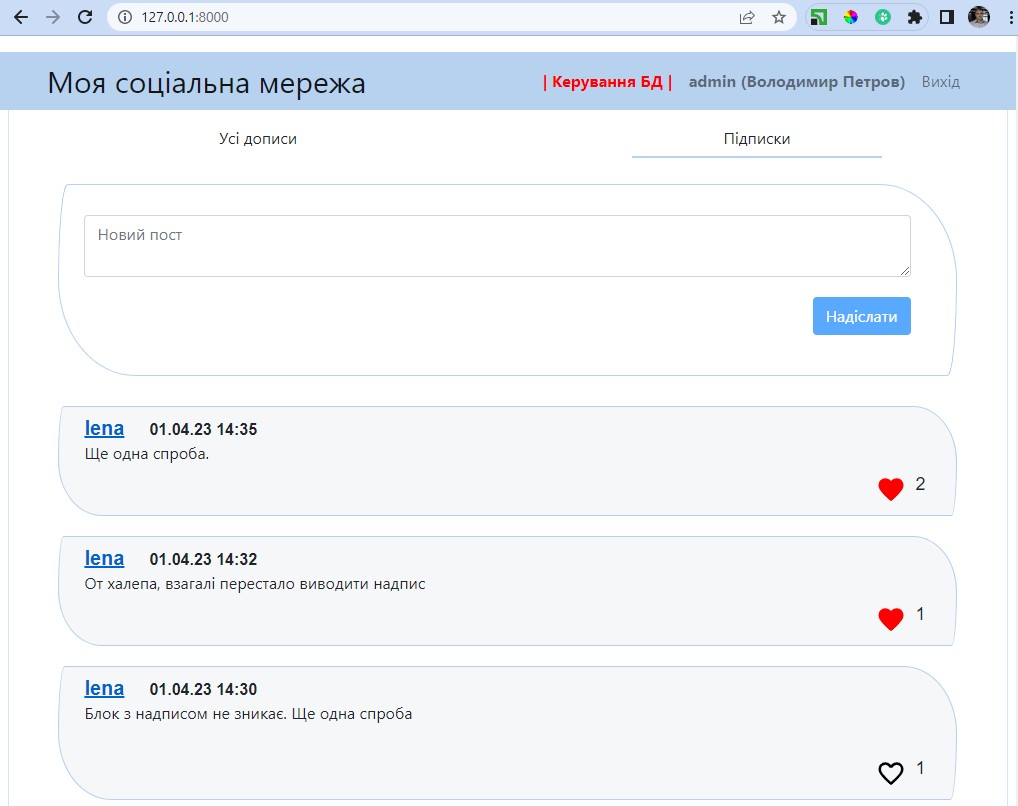 127.0.0.1:8000
Моя соціальна мережа
| Керування БД | admin (Володимир Петров) Вихід
Усі дописи Підписки
Новий пост
Надіслати
lena 01.04.23 14:35
Ще одна спроба.
2
lena 01.04.23 14:32
От халепа, взагалі перестало виводити надпис
1
lena 01.04.23 14:30
Блок з надписом не зникає. Ще одна спроба
1